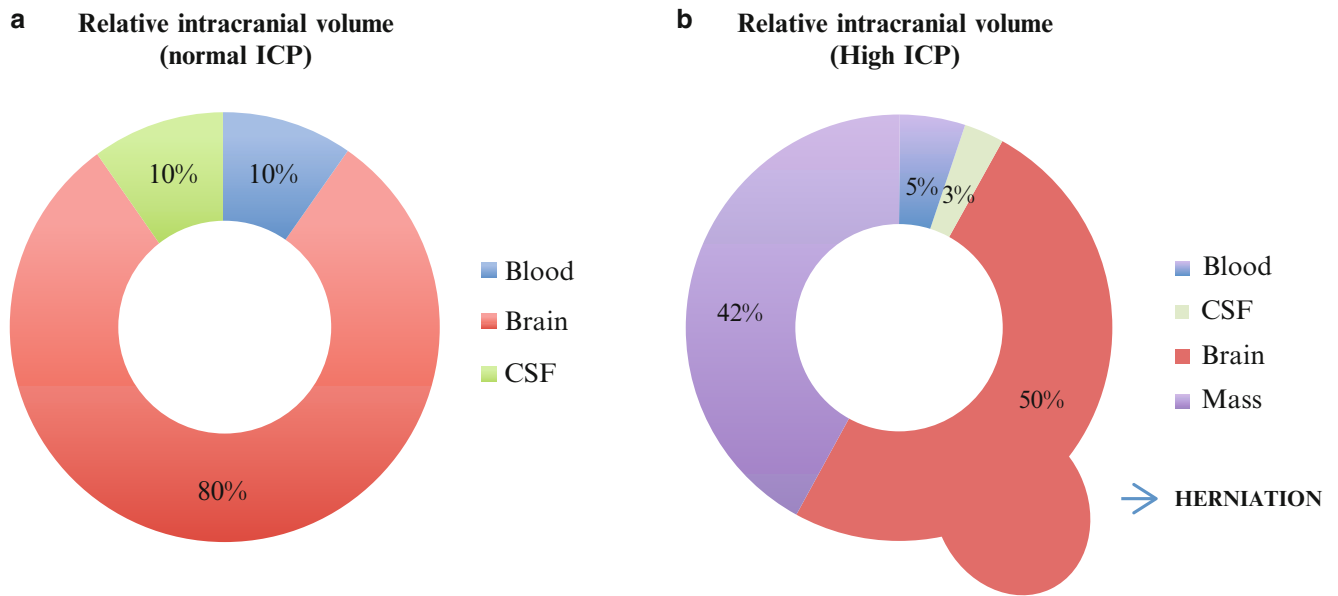 a
Relative intracranial volume
(normal ICP)
10%
10%
80%
Blood
Brain
CSF
b
Relative intracranial volume
(High ICP)
5%
3%
42%
50%
Blood
CSF
Brain
Mass
HERNIATION